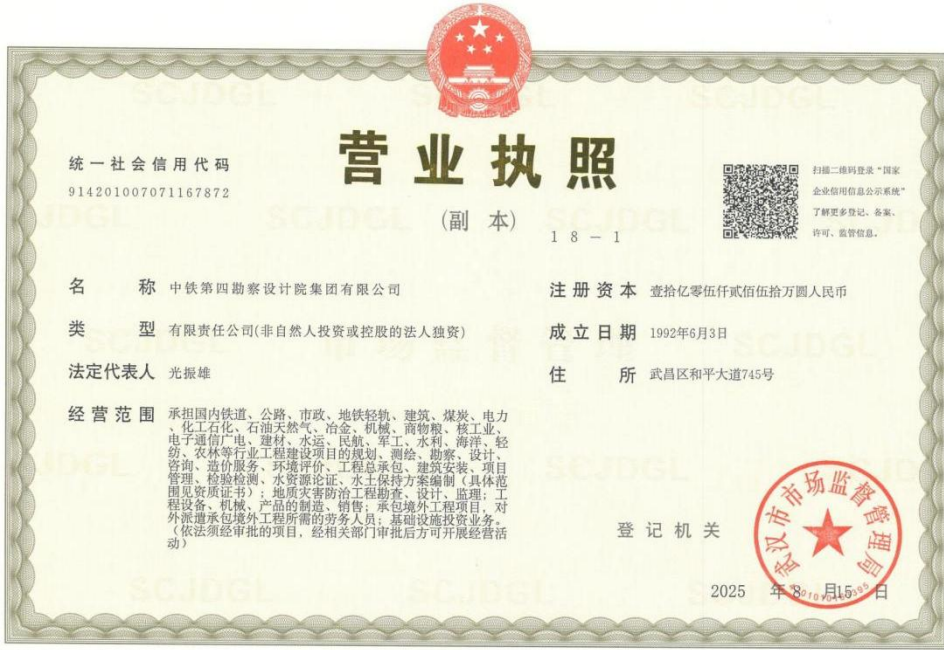 营业执照
(副 本)
18-1
统一社会信用代码
914201007071167872
扫描二维码登录“国家
企业信用信息公示系统”
了解更多登记、备案、
许可、监管信息。
名 称 中铁第四勘察设计院集团有限公司
类 型 有限责任公司(非自然人投资或控股的法人独资)
法定代表人 光振雄
经营范围 承担国内铁道、公路、市政、地铁轻轨、建筑、煤炭、电力
、化工石化、石油天然气、冶金、机械、商物粮、核工业、
电子通信广电、建材、水运、民航、军工、水利、海洋、轻
纺、农林等行业工程建设项目的规划、测绘、勘察、设计、
咨询、造价服务、环境评价、工程总承包、建筑安装、项目
管理、检验检测、水资源论证、水土保持方案编制（具体范
围见资质证书）；地质灾害防治工程勘查、设计、监理；工
程设备、机械、产品的制造、销售；承包境外工程项目，对
外派遣承包境外工程所需的劳务人员；基础设施投资业务。
（依法须经审批的项目，经相关部门审批后方可开展经营活
动）
注册资本 壹拾亿零伍仟贰佰伍拾万圆人民币
成立日期 1992年6月3日
住 所 武昌区和平大道745号
登记机关
武汉市市场监督管理局
2025 年 8 月 15 日
SCJDGL
市场监督管理